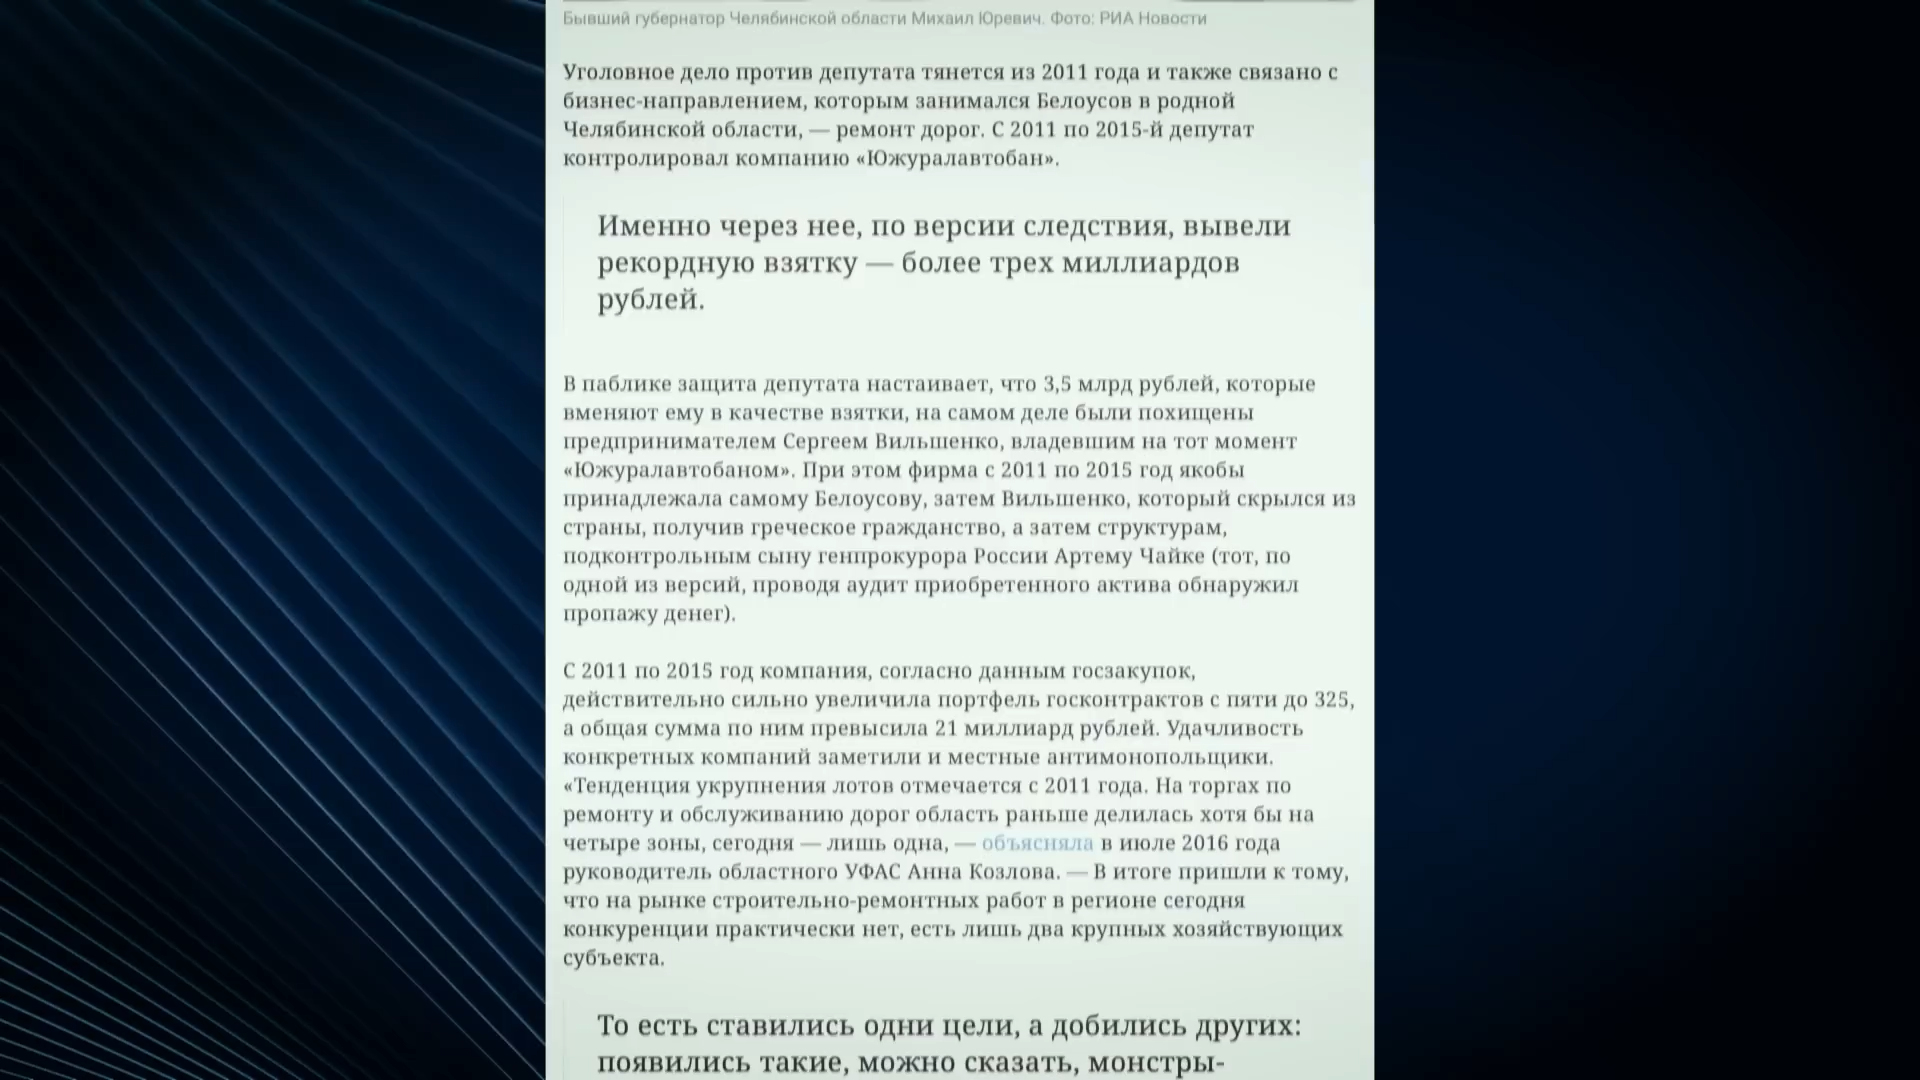 Бывший губернатор Челябинской области Михаил Юревич. Фото: РИА Новости
Уголовное дело против депутата тянется из 2011 года и также связано с
бизнес-направлением, которым занимался Белоусов в родной
Челябинской области, — ремонт дорог. С 2011 по 2015-й депутат
контролировал компанию «Южуралавтобан».
Именно через нее, по версии следствия, вывели
рекордную взятку — более трех миллиардов
рублей.
В паблике защита депутата настаивает, что 3,5 млрд рублей, которые
вменяют ему в качестве взятки, на самом деле были похищены
предпринимателем Сергеем Вильшенко, владевшим на тот момент
«Южуралавтобаном». При этом фирма с 2011 по 2015 год якобы
принадлежала самому Белоусову, затем Вильшенко, который скрылся из
страны, получив греческое гражданство, а затем структурам,
подконтрольным сыну генпрокурора России Артему Чайке (тот, по
одной из версий, проводя аудит приобретенного актива обнаружил
пропажу денег).
С 2011 по 2015 год компания, согласно данным госзакупок,
действительно сильно увеличила портфель госконтрактов с пяти до 325,
а общая сумма по ним превысила 21 миллиард рублей. Удачливость
конкретных компаний заметили и местные антимонопольщики.
«Тенденция укрупнения лотов отмечается с 2011 года. На торгах по
ремонту и обслуживанию дорог область раньше делилась хотя бы на
четыре зоны, сегодня — лишь одна, — объясняла в июле 2016 года
руководитель областного УФАС Анна Козлова. — В итоге пришли к тому,
что на рынке строительно-ремонтных работ в регионе сегодня
конкуренции практически нет, есть лишь два крупных хозяйствующих
субъекта.
То есть ставились одни цели, а добились других:
появились такие, можно сказать, монстры-